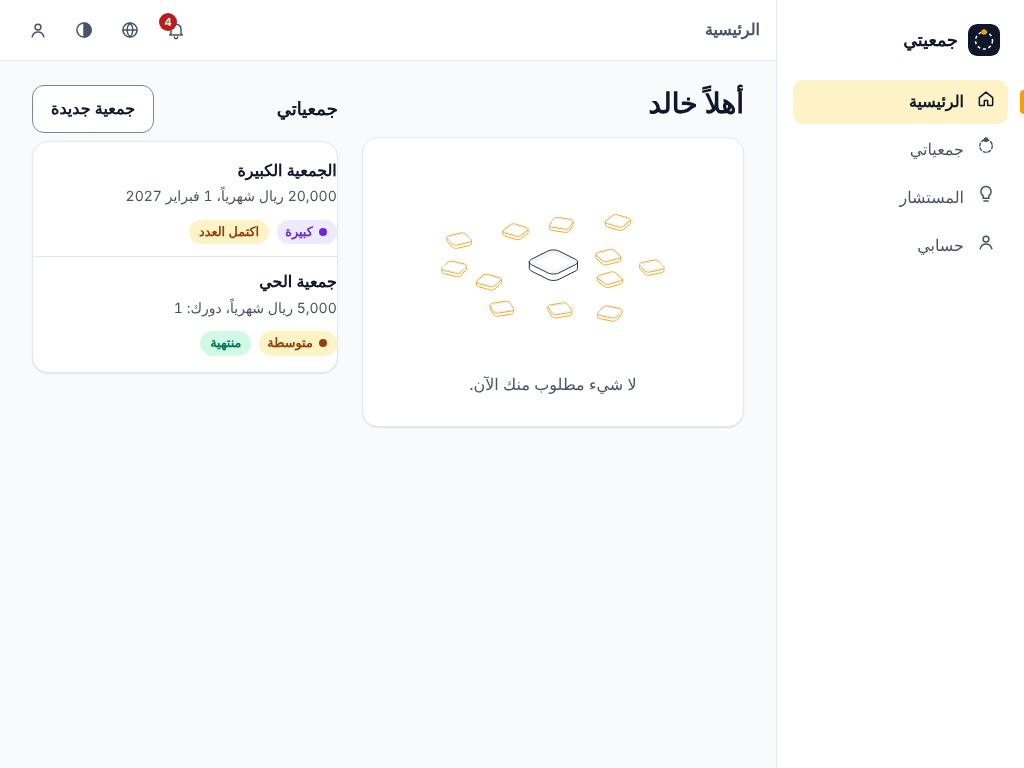 جمعيتي
الرئيسية
جمعياتي
المستشار
حسابي
الرئيسية
4
أهلاً خالد
لا شيء مطلوب منك الآن.
جمعياتي
جمعية جديدة
الجمعية الكبيرة
20,000 ريال شهرياً، 1 فبراير 2027
كبيرة
اكتمل العدد
جمعية الحي
5,000 ريال شهرياً، دورك: 1
متوسطة
منتهية